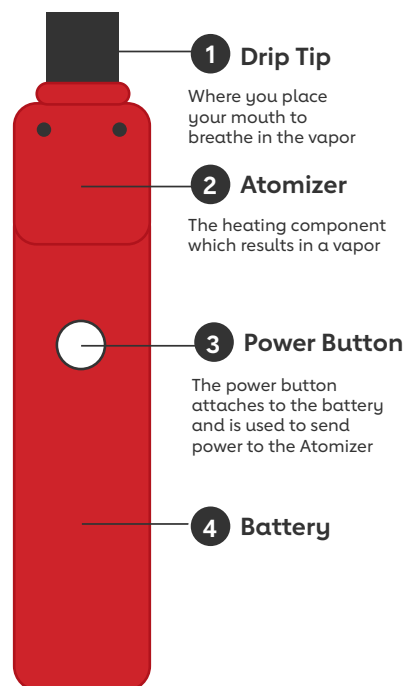 1 Drip Tip
Where you place
your mouth to
breathe in the vapor
2 Atomizer
The heating component
which results in a vapor
3 Power Button
The power button
attaches to the battery
and is used to send
power to the Atomizer
4 Battery